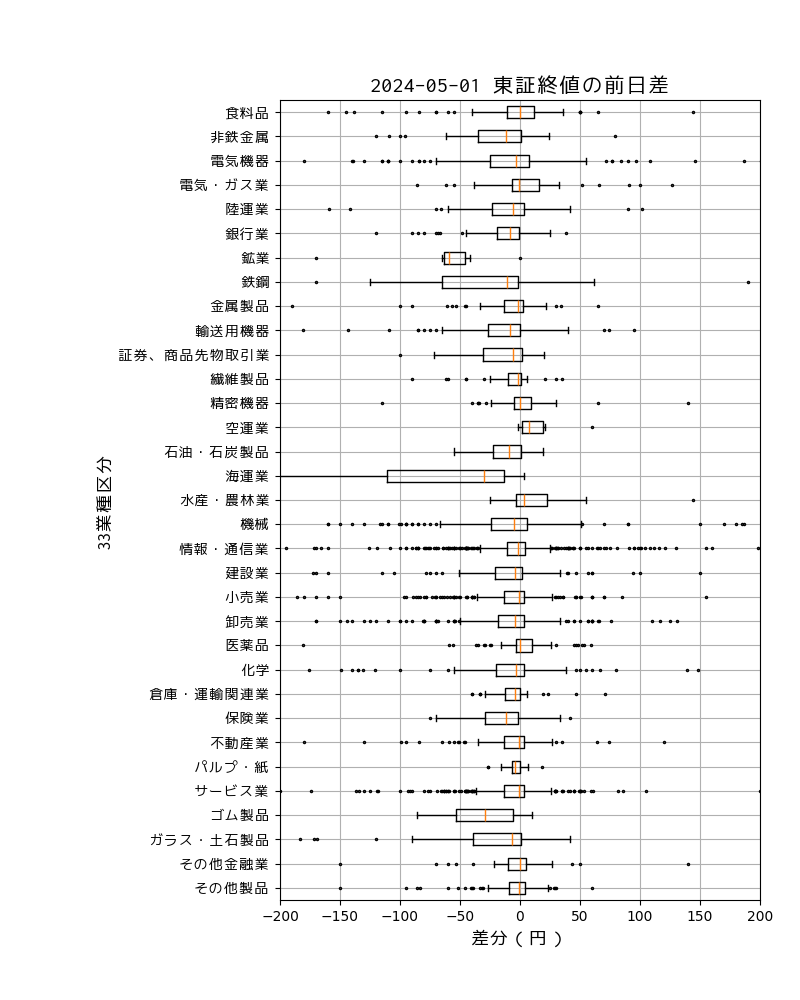 2024-05-01 東証終値の前日差
食料品
非鉄金属
電気機器
電気・ガス業
陸運業
銀行業
鉱業
鉄鋼
金属製品
輸送用機器
証券、商品先物取引業
繊維製品
精密機器
空運業
石油・石炭製品
海運業
水産・農林業
機械
情報・通信業
建設業
小売業
卸売業
医薬品
化学
倉庫・運輸関連業
保険業
不動産業
パルプ・紙
サービス業
ゴム製品
ガラス・土石製品
その他金融業
その他製品
33業種区分
−200 −150 −100 −50 0 50 100 150 200
差分（円）